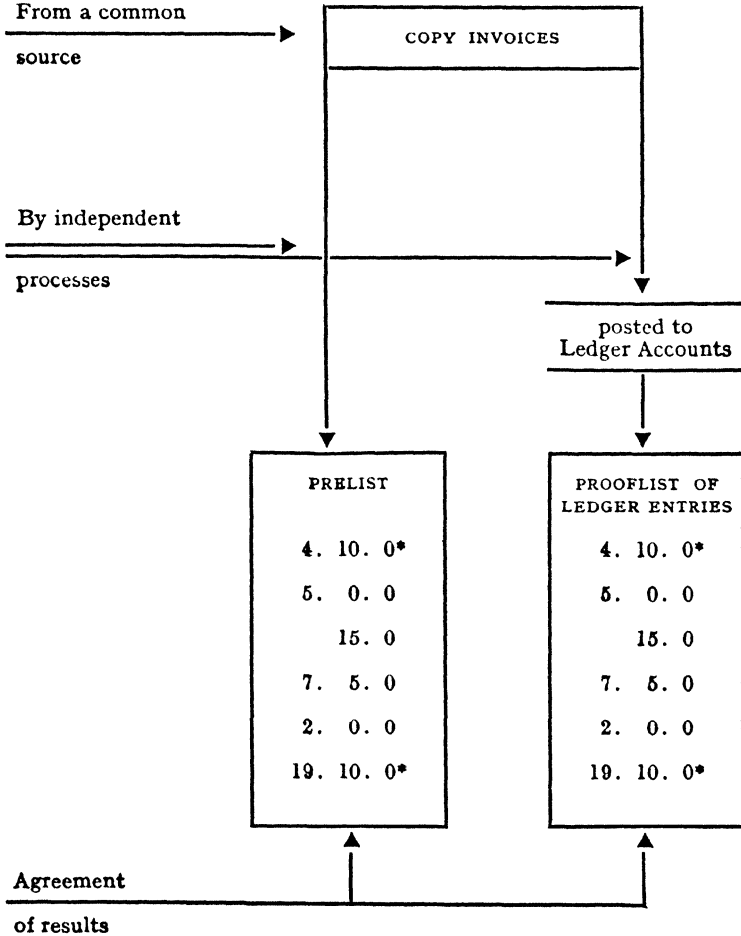 From a common
source
COPY INVOICES
By independent
processes
posted to
Ledger Accounts
PRELIST
4. 10. 0*
5. 0. 0
15. 0
7. 5. 0
2. 0. 0
19. 10. 0*
PROOFLIST OF
LEDGER ENTRIES
4. 10. 0*
5. 0. 0
15. 0
7. 5. 0
2. 0. 0
19. 10. 0*
Agreement
of results